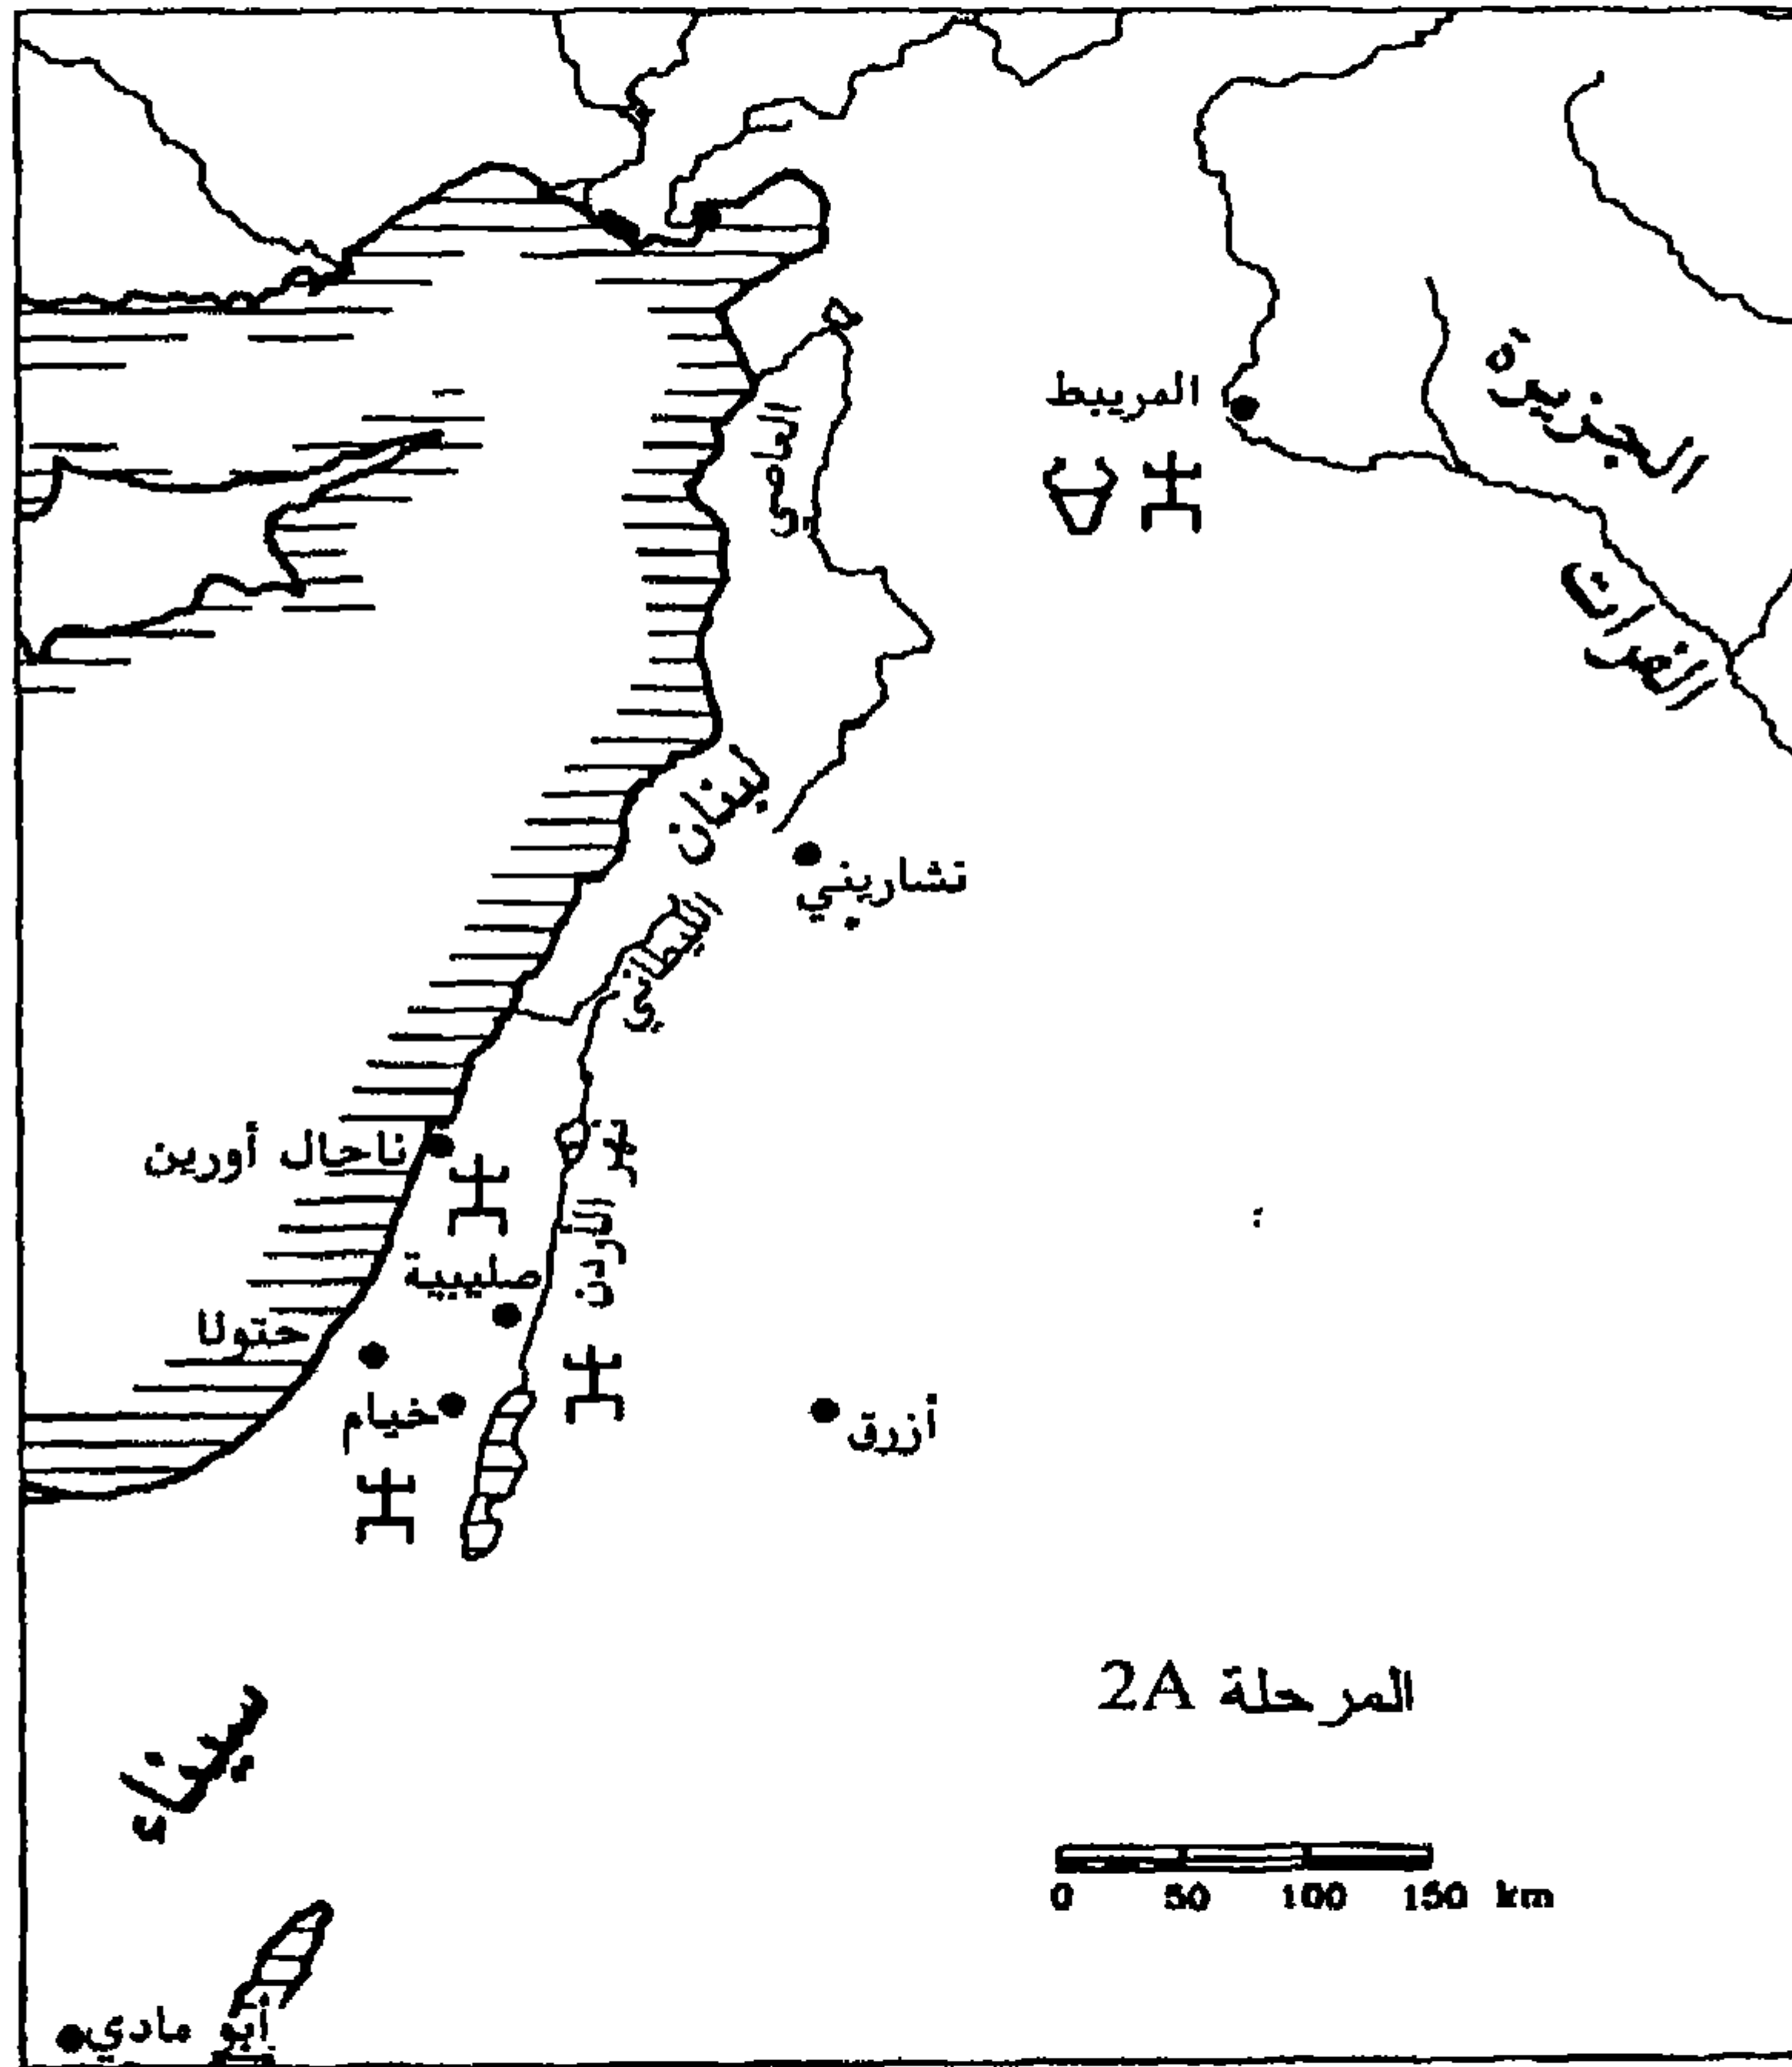 الجزيرة
المريبط
الفرات
لبنان
تشاريني
الليطاني
ناحال أورين
الأردن
صليبية
حتولا
خيام
أزرق
المرحلة 2A
سيناء
0 50 100 150 km
أبو مادي